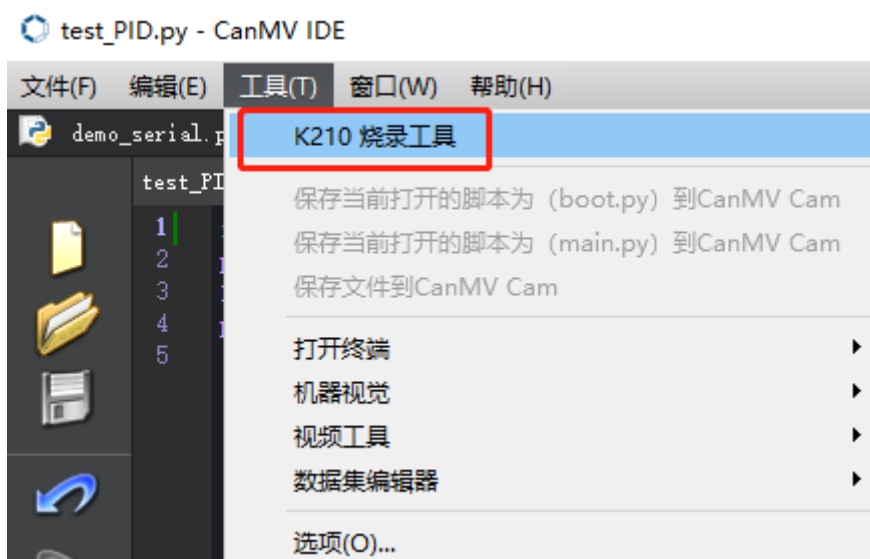 test_PID.py - CanMV IDE
文件(F) 编辑(E) 工具(T) 窗口(W) 帮助(H)
demo_serial.p
K210 烧录工具
test_PI
保存当前打开的脚本为（boot.py）到CanMV Cam
1
保存当前打开的脚本为（main.py）到CanMV Cam
2
保存文件到CanMV Cam
3
4
打开终端
5
机器视觉
视频工具
数据集编辑器
选项(O)...